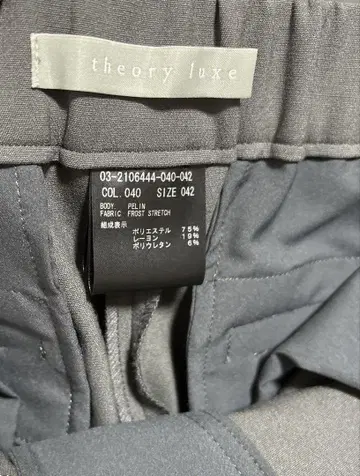 theory luxe
03-2106444-040-042
COL. 040 SIZE 042
BODY PELIN
FABRIC FROST STRETCH
組成表示
ポリエステル 75%
レーヨン 19%
ポリウレタン 6%